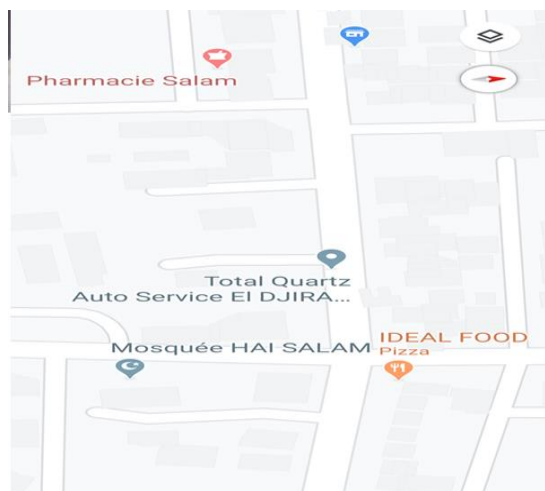 Pharmacie Salam
Total Quartz
Auto Service El DJIRA...
Mosquée HAI SALAM
IDEAL FOOD
Pizza